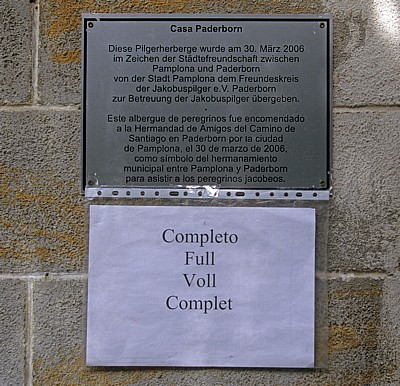 Casa Paderborn
Diese Pilgerherberge wurde am 30. März 2006
im Zeichen der Städtefreundschaft zwischen
Pamplona und Paderborn
von der Stadt Pamplona dem Freundeskreis
der Jakobuspilger e.V. Paderborn
zur Betreuung der Jakobuspilger übergeben.
Este albergue de peregrinos fue encomendado
a la Hermandad de Amigos del Camino de
Santiago en Paderborn por la ciudad
de Pamplona, el 30 de marzo de 2006,
como símbolo del hermanamiento
municipal entre Pamplona y Paderborn
para asistir a los peregrinos jacobeos.
Completo
Full
Voll
Complet